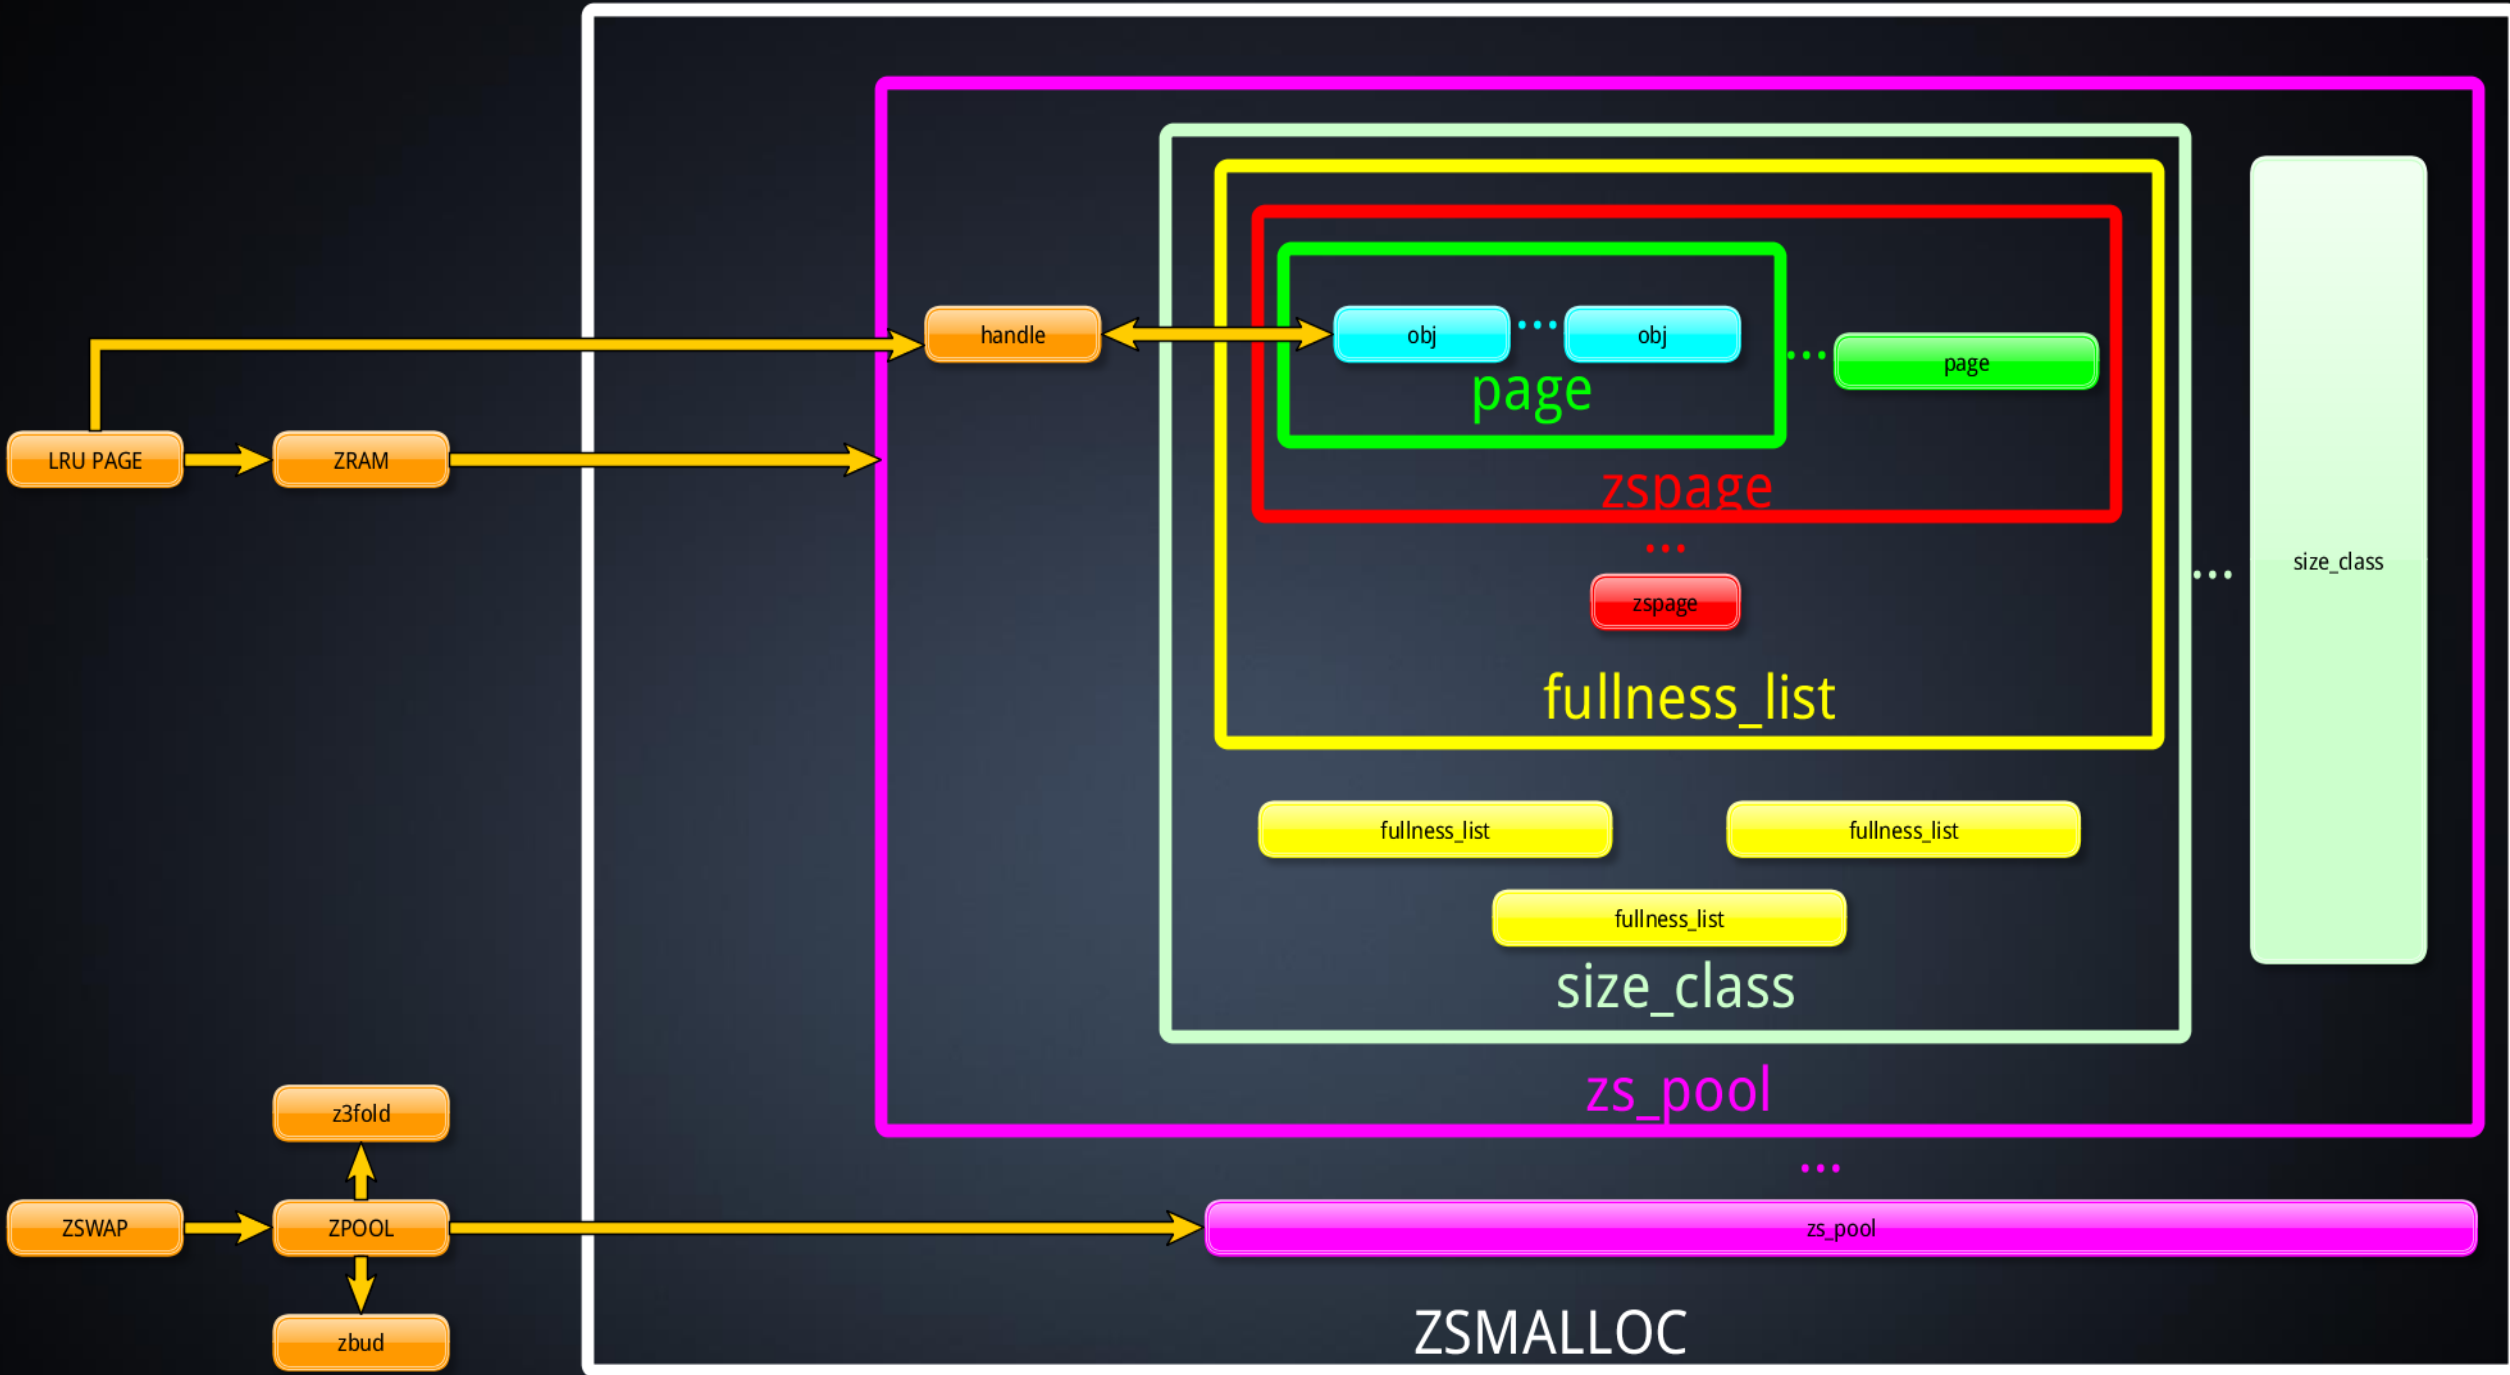 handle
obj
...
obj
page
...
page
LRU PAGE
ZRAM
zspage
...
zspage
fullness_list
...
size_class
fullness_list
fullness_list
fullness_list
size_class
zs_pool
z3fold
...
ZSWAP
ZPOOL
zs_pool
zbud
ZSMALLOC